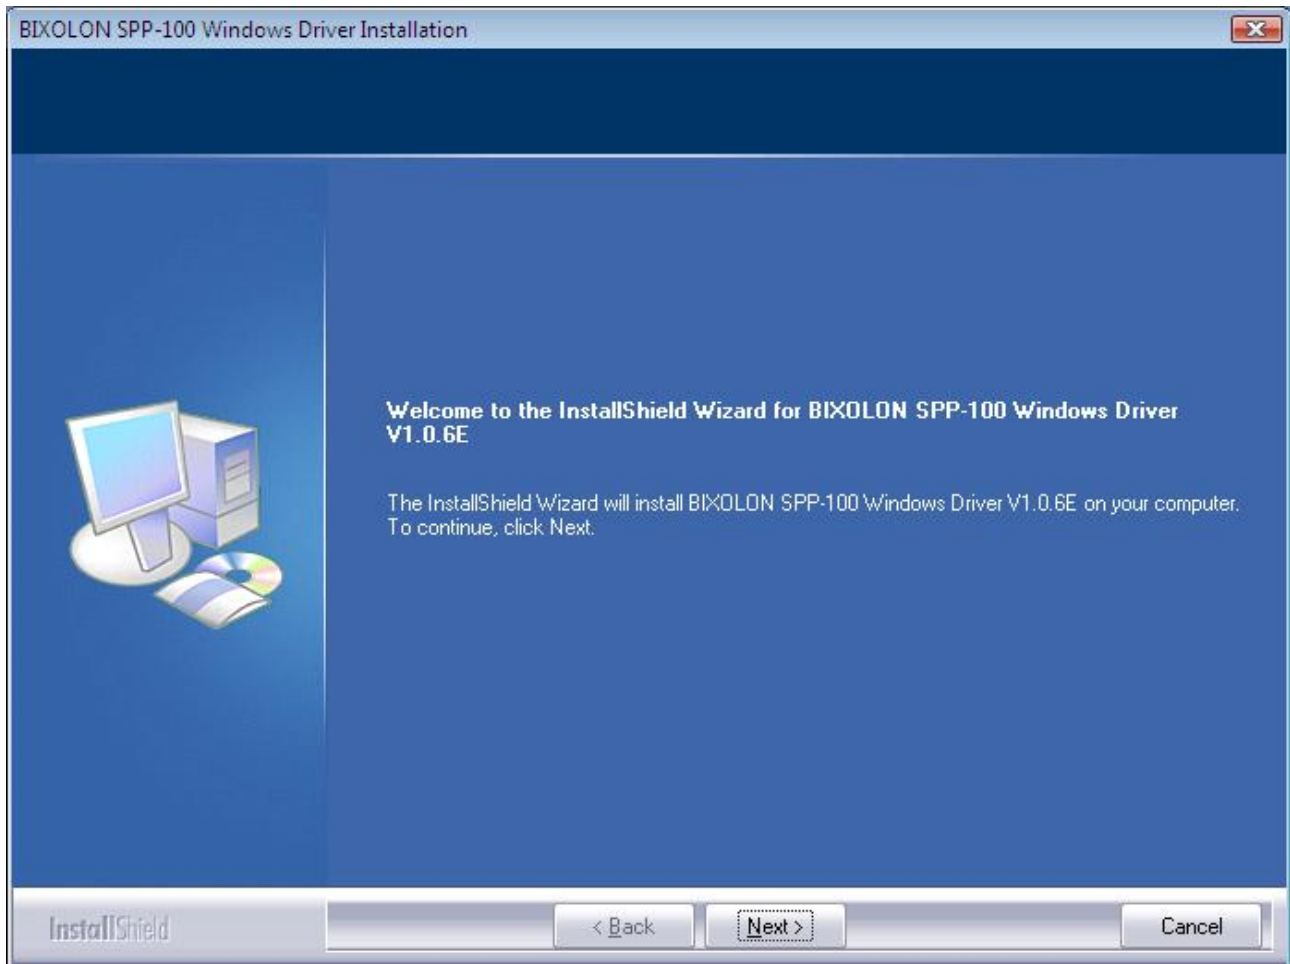 BIXOLON SPP-100 Windows Driver Installation
Welcome to the InstallShield Wizard for BIXOLON SPP-100 Windows Driver
V1.0.6E
The InstallShield Wizard will install BIXOLON SPP-100 Windows Driver V1.0.6E on your computer.
To continue, click Next.
InstallShield
< Back
Next >
Cancel